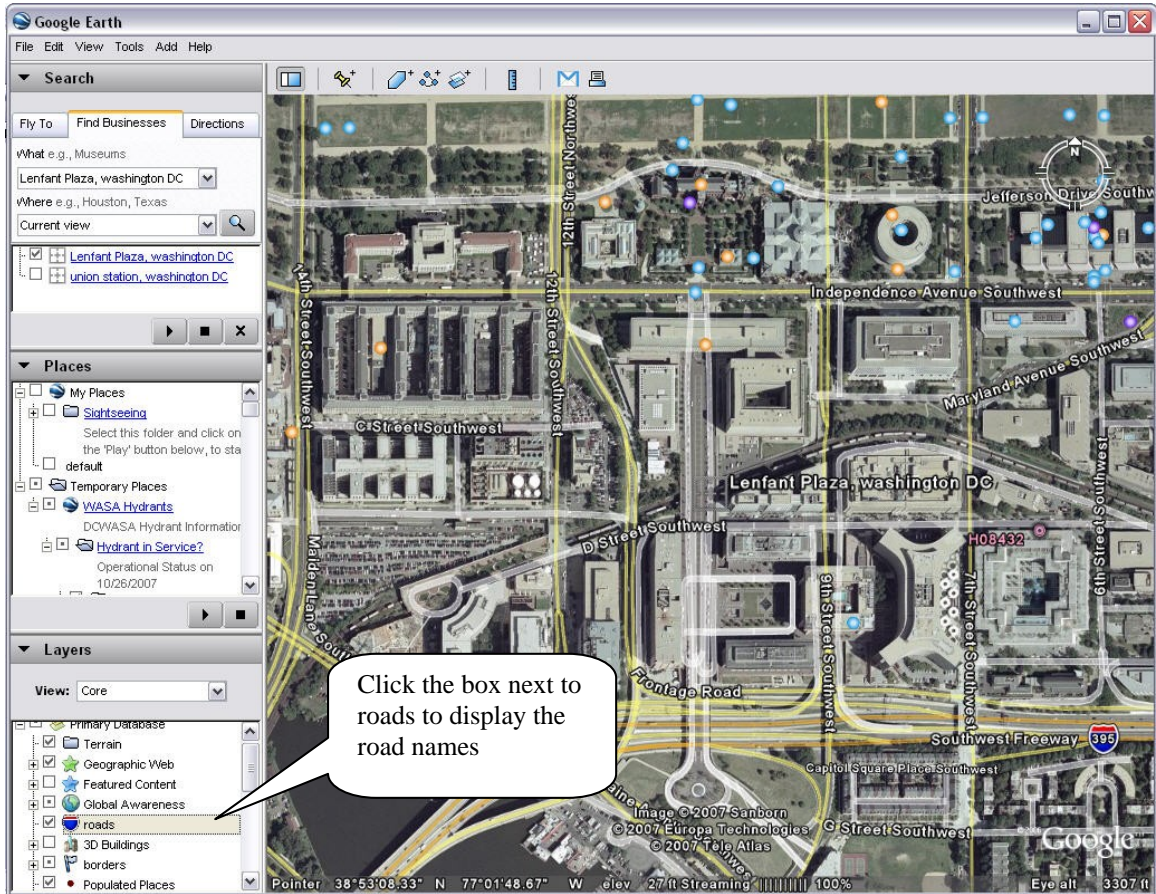 Google Earth
File Edit View Tools Add Help
Search
Fly To Find Businesses Directions
What e.g., Museums
Lenfant Plaza, washington DC
Where e.g., Houston, Texas
Current view
Lenfant Plaza, washington DC
union station, washington DC
Places
My Places
Sightseeing
Select this folder and click on
the 'Play' button below, to sta
default
Temporary Places
WASA Hydrants
DCWASA Hydrant Information
Hydrant in Service?
Operational Status on
10/26/2007
Layers
View: Core
Primary Database
Terrain
Geographic Web
Featured Content
Global Awareness
roads
3D Buildings
borders
Populated Places
Click the box next to
roads to display the
road names
12th Street Northwest
N
Jefferson Drive Southw
Independence Avenue Southwest
14th Street Southwest
12th Street Southwest
Maryland Avenue Southwest
C Street Southwest
Lenfant Plaza, washington DC
D Street Southwest
H08432
6th Street Southwest
Maiden Lane Sou
9th Street Southwest
7th Street Southwest
Frontage Road
Southwest Freeway 395
Capitol Square Place Southwest
G Street Southwest
Image © 2007 Sanborn
© 2007 Europa Technologies
© 2007 Tele Atlas
Google
Pointer 38°53'08.33" N 77°01'48.67" W elev 27 ft Streaming |||||||||| 100% Eye alt 3307 ft